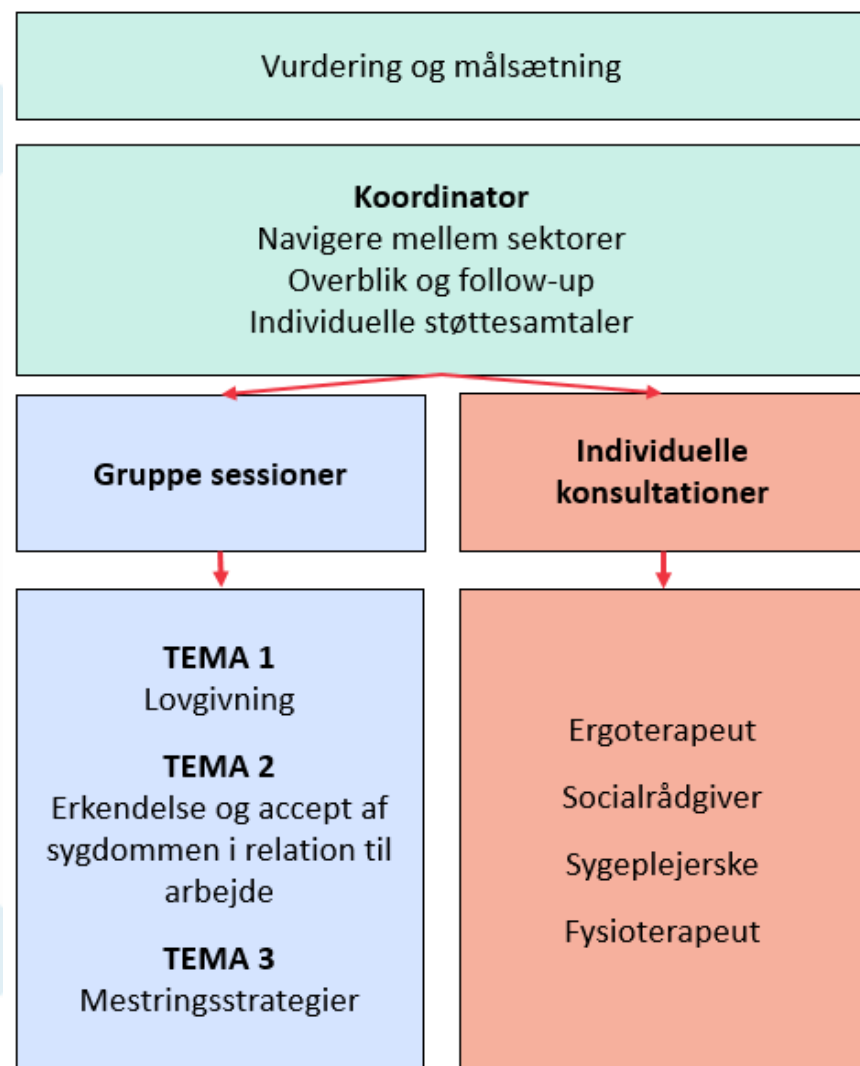 Vurdering og målsætning
Koordinator
Navigere mellem sektorer
Overblik og follow-up
Individuelle støttesamtaler
Gruppe sessioner
Individuelle
konsultationer
TEMA 1
Lovgivning
TEMA 2
Erkendelse og accept af
sygdommen i relation til
arbejde
TEMA 3
Mestringsstrategier
Ergoterapeut
Socialrådgiver
Sygeplejerske
Fysioterapeut